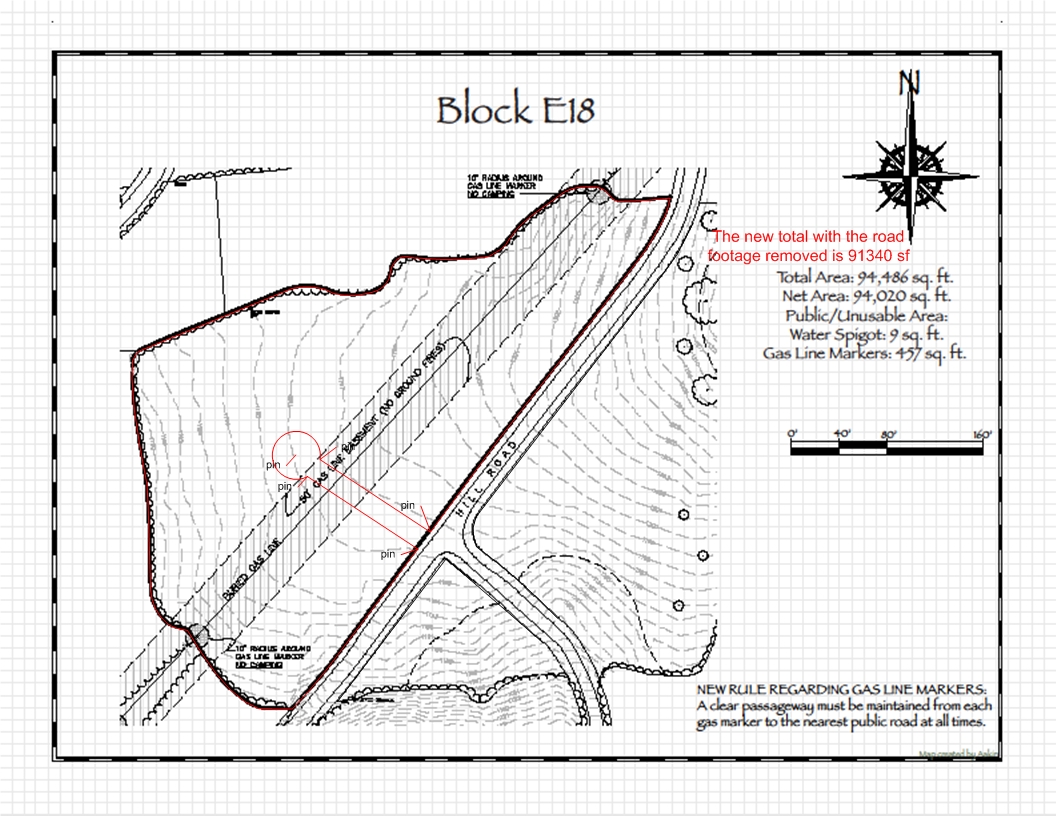 N
Block E18
10' RADIUS AROUND
GAS LINE MARKER
NO CAMPING
The new total with the road
footage removed is 91340 sf
Total Area: 94,486 sq. ft.
Net Area: 94,020 sq. ft.
Public/Unusable Area:
Water Spigot: 9 sq. ft.
Gas Line Markers: 457 sq. ft.
50' GAS LINE EASEMENT (NO GROUND FIRES)
0' 40' 80' 160'
pin
pin
pin
pin
HILL ROAD
BURIED GAS LINE
10' RADIUS AROUND
GAS LINE MARKER
NO CAMPING
NEW RULE REGARDING GAS LINE MARKERS:
A clear passageway must be maintained from each
gas marker to the nearest public road at all times.
Map created by